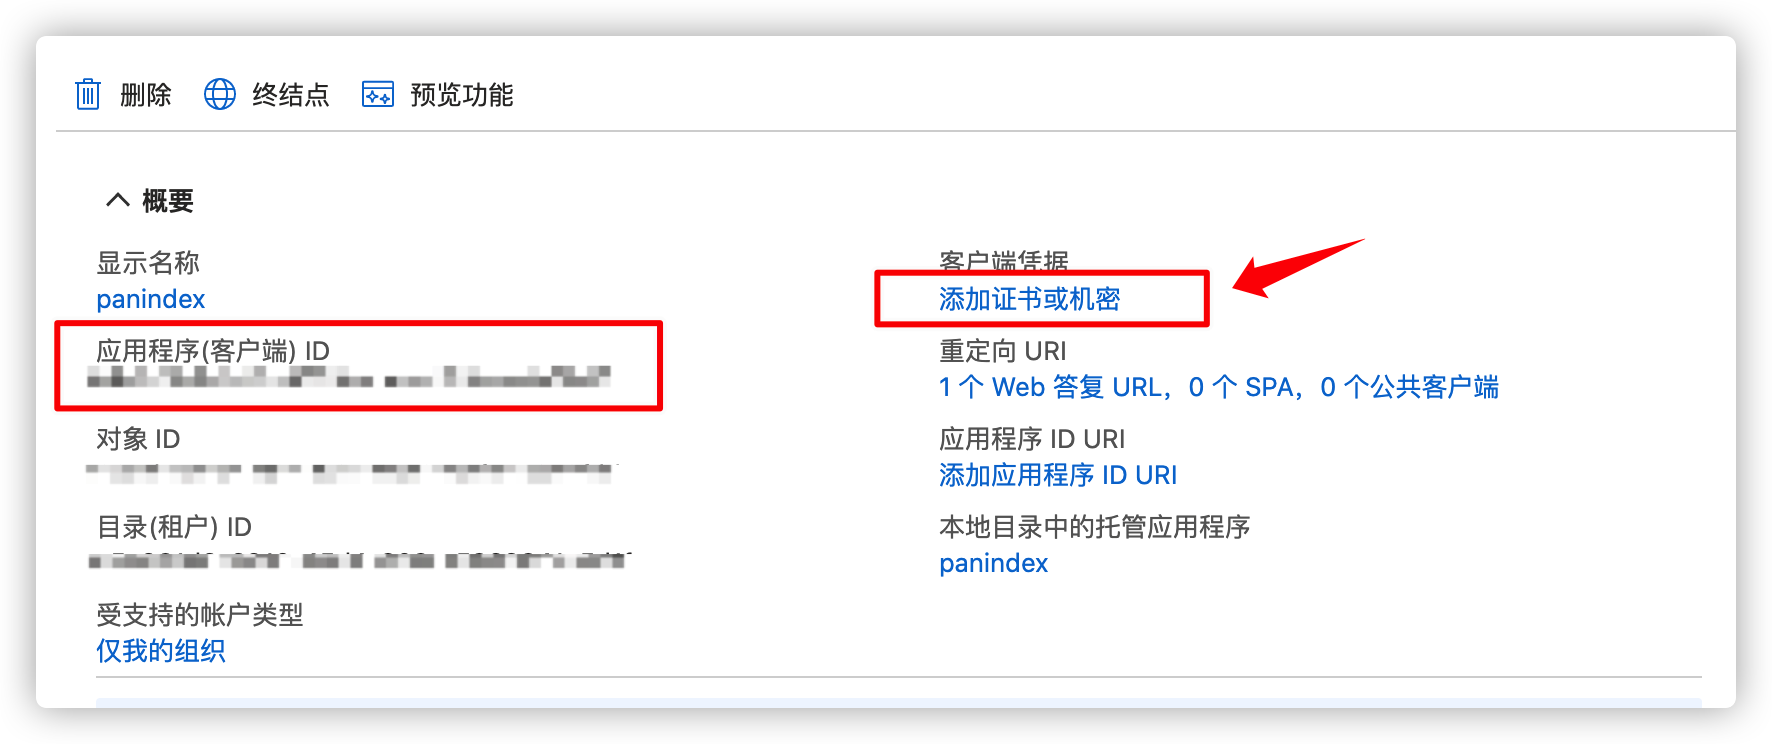 删除 终结点 预览功能
概要
显示名称
panindex
应用程序(客户端) ID
对象 ID
目录(租户) ID
受支持的帐户类型
仅我的组织
客户端凭据
添加证书或机密
重定向 URI
1 个 Web 答复 URL，0 个 SPA，0 个公共客户端
应用程序 ID URI
添加应用程序 ID URI
本地目录中的托管应用程序
panindex